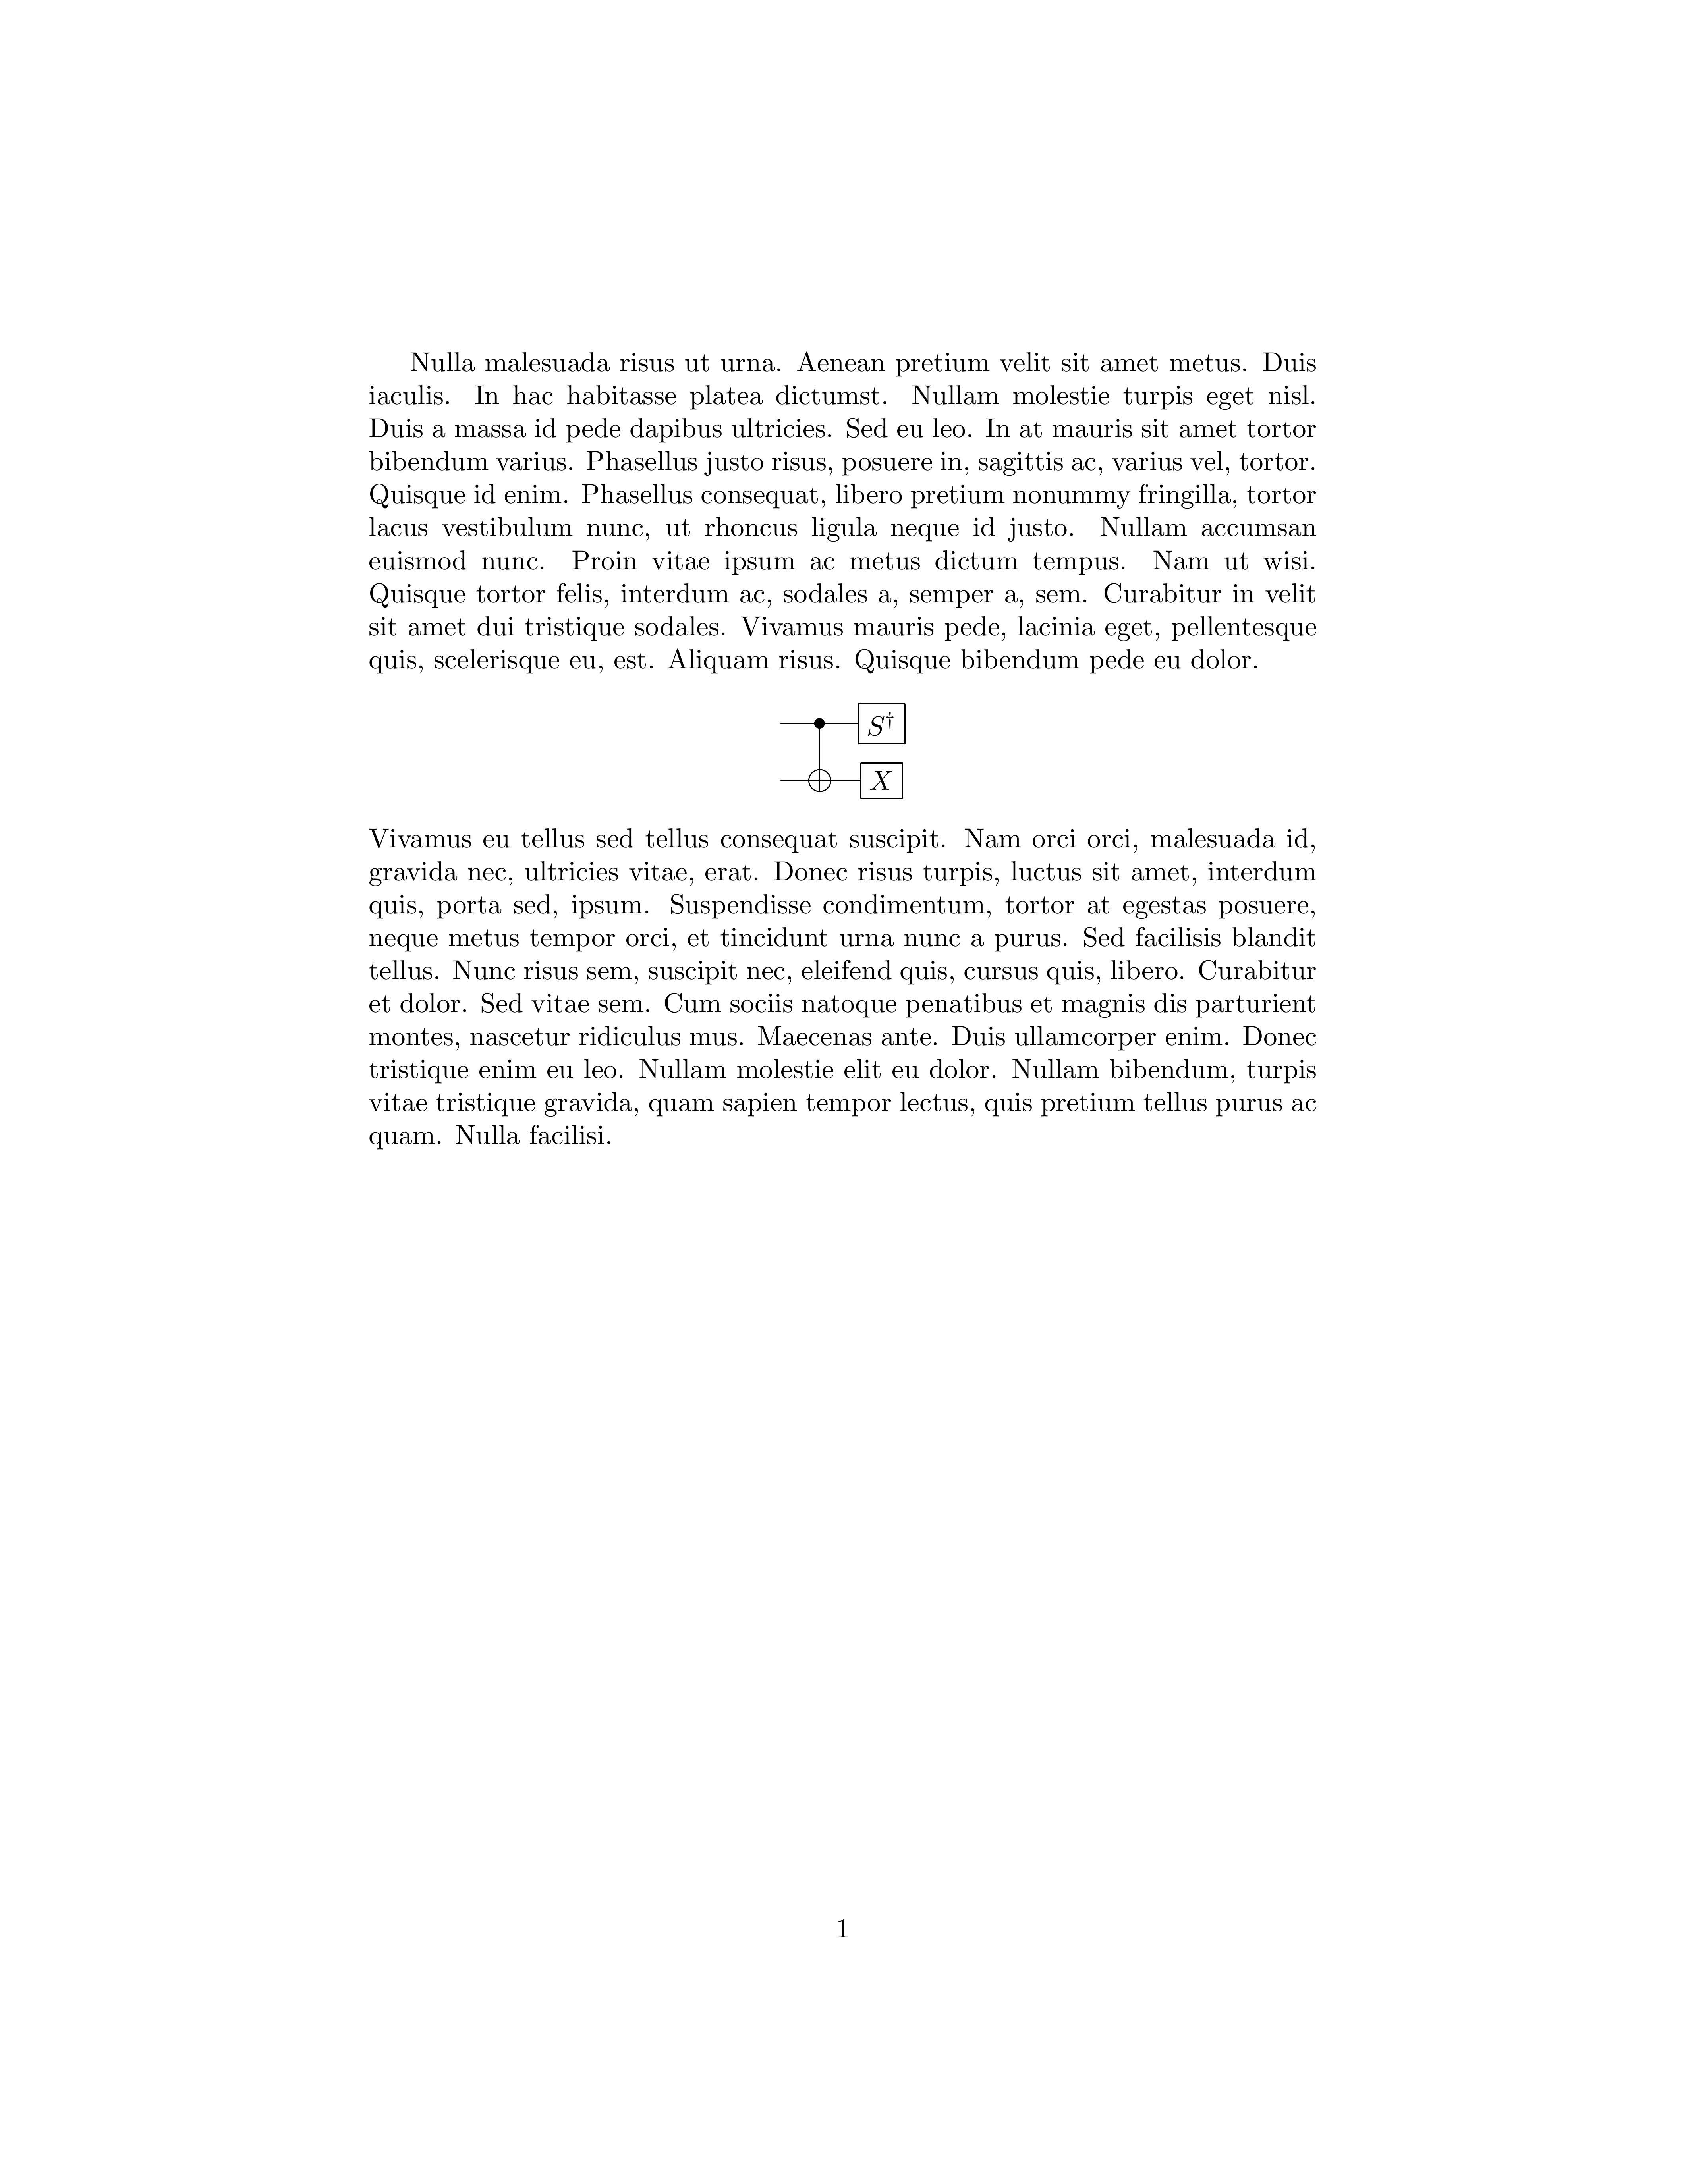 Nulla malesuada risus ut urna. Aenean pretium velit sit amet metus. Duis
iaculis. In hac habitasse platea dictumst. Nullam molestie turpis eget nisl.
Duis a massa id pede dapibus ultricies. Sed eu leo. In at mauris sit amet tortor
bibendum varius. Phasellus justo risus, posuere in, sagittis ac, varius vel, tortor.
Quisque id enim. Phasellus consequat, libero pretium nonummy fringilla, tortor
lacus vestibulum nunc, ut rhoncus ligula neque id justo. Nullam accumsan
euismod nunc. Proin vitae ipsum ac metus dictum tempus. Nam ut wisi.
Quisque tortor felis, interdum ac, sodales a, semper a, sem. Curabitur in velit
sit amet dui tristique sodales. Vivamus mauris pede, lacinia eget, pellentesque
quis, scelerisque eu, est. Aliquam risus. Quisque bibendum pede eu dolor.
S†
X
Vivamus eu tellus sed tellus consequat suscipit. Nam orci orci, malesuada id,
gravida nec, ultricies vitae, erat. Donec risus turpis, luctus sit amet, interdum
quis, porta sed, ipsum. Suspendisse condimentum, tortor at egestas posuere,
neque metus tempor orci, et tincidunt urna nunc a purus. Sed facilisis blandit
tellus. Nunc risus sem, suscipit nec, eleifend quis, cursus quis, libero. Curabitur
et dolor. Sed vitae sem. Cum sociis natoque penatibus et magnis dis parturient
montes, nascetur ridiculus mus. Maecenas ante. Duis ullamcorper enim. Donec
tristique enim eu leo. Nullam molestie elit eu dolor. Nullam bibendum, turpis
vitae tristique gravida, quam sapien tempor lectus, quis pretium tellus purus ac
quam. Nulla facilisi.
1